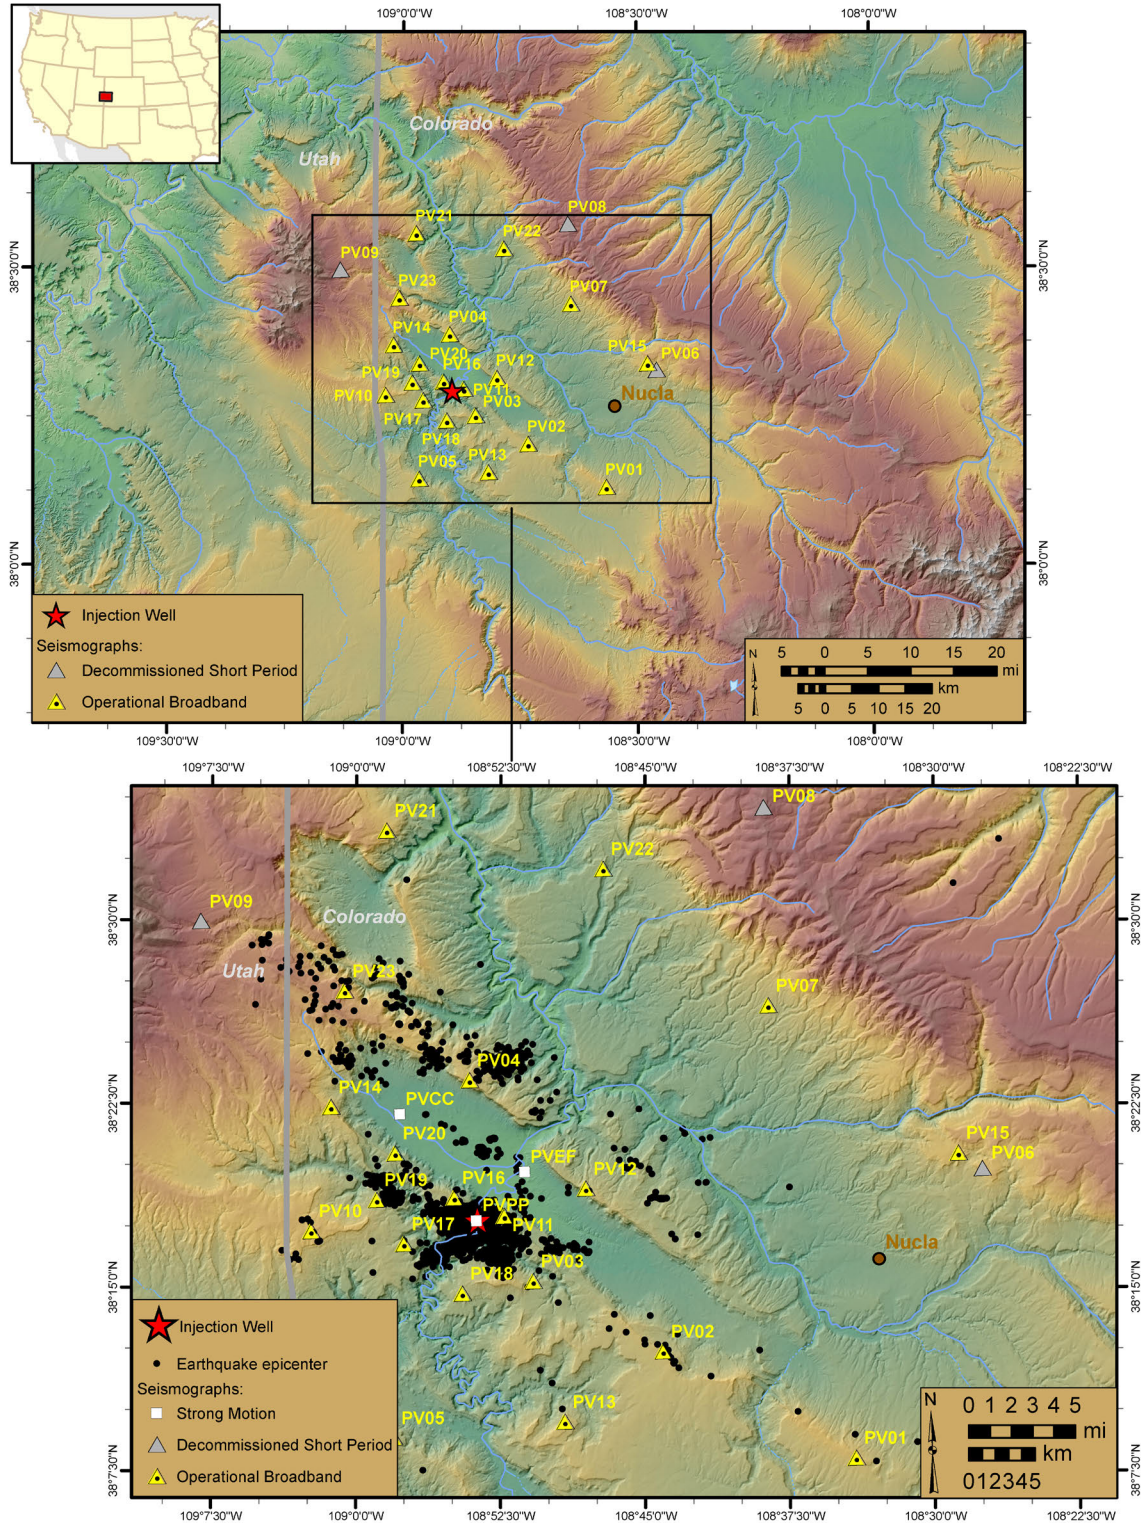 109°0'0"W
108°30'0"W
108°0'0"W
Colorado
Utah
PV21
PV08
PV22
PV09
38°30'0"N
38°30'0"N
PV23
PV07
PV04
PV14
PV20
PV16
PV12
PV15
PV06
PV19
PV10
PV11
PV03
Nucla
PV17
PV18
PV02
PV05
PV13
PV01
38°0'0"N
38°0'0"N
Injection Well
Seismographs:
Decommissioned Short Period
Operational Broadband
N
5 0 5 10 15 20 mi
km
5 0 5 10 15 20
109°30'0"W
109°0'0"W
108°30'0"W
108°0'0"W
109°7'30"W
109°0'0"W
108°52'30"W
108°45'0"W
108°37'30"W
108°30'0"W
108°22'30"W
PV21
PV08
PV22
PV09
Colorado
38°30'0"N
38°30'0"N
Utah
PV23
PV07
PV04
PV14
PVCC
38°22'30"N
38°22'30"N
PV20
PVEF
PV15
PV06
PV19
PV16
PV12
PV10
PV17
PVPP
PV11
Nucla
PV18
PV03
38°15'0"N
38°15'0"N
PV02
Injection Well
Earthquake epicenter
Seismographs:
Strong Motion
Decommissioned Short Period
Operational Broadband
PV05
PV13
PV01
38°7'30"N
38°7'30"N
N
0 1 2 3 4 5
mi
km
012345
109°7'30"W
109°0'0"W
108°52'30"W
108°45'0"W
108°37'30"W
108°30'0"W
108°22'30"W